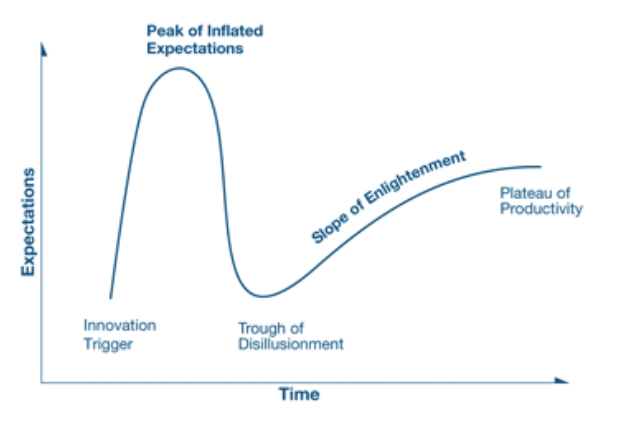 Peak of Inflated
Expectations
Expectations
Slope of Enlightenment
Plateau of
Productivity
Innovation
Trigger
Trough of
Disillusionment
Time